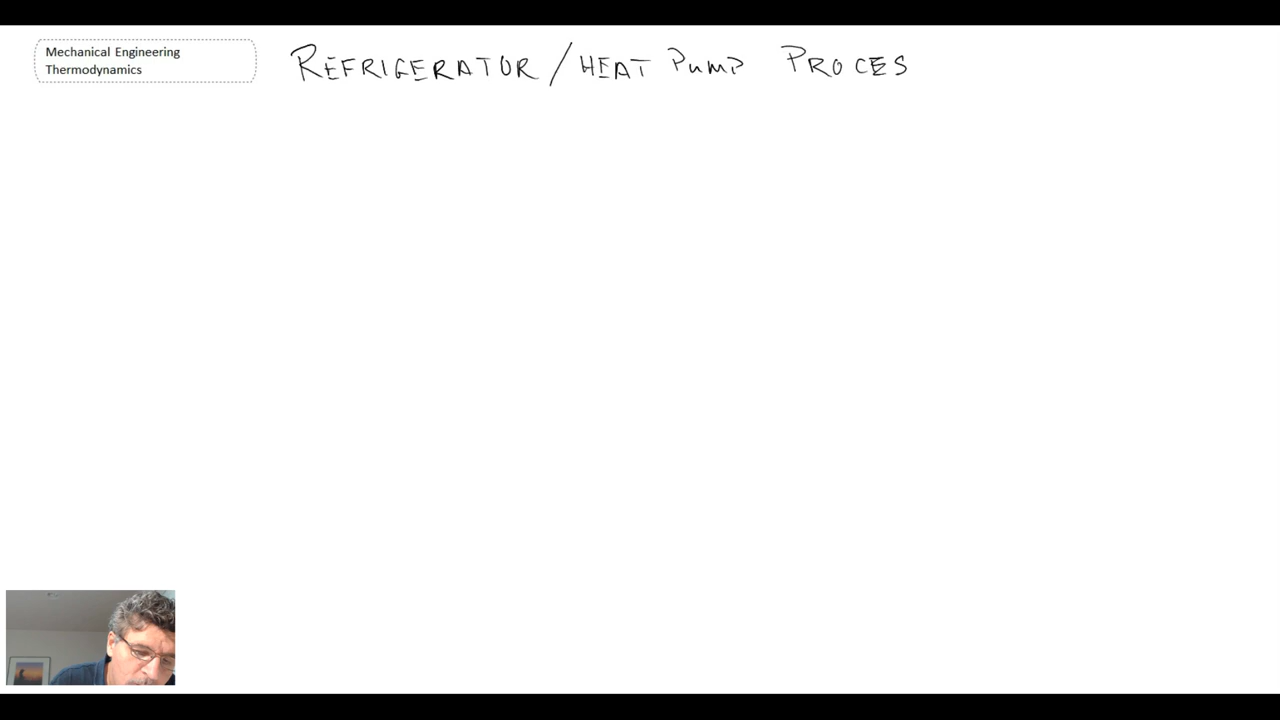 Mechanical Engineering
Thermodynamics
REFRIGERATOR/HEAT PUMP PROCES